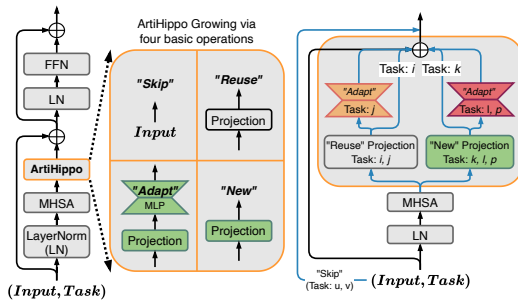 FFN
LN
ArtiHippo
MHSA
LayerNorm
(LN)
(Input, Task)
ArtiHippo Growing via
four basic operations
"Skip"
Input
"Reuse"
Projection
"Adapt"
MLP
Projection
"New"
Projection
Task: i
Task: k
"Adapt"
Task: j
"Adapt"
Task: l, p
"Reuse" Projection
Task: i, j
"New" Projection
Task: k, l, p
MHSA
LN
"Skip"
(Task: u, v)
(Input, Task)